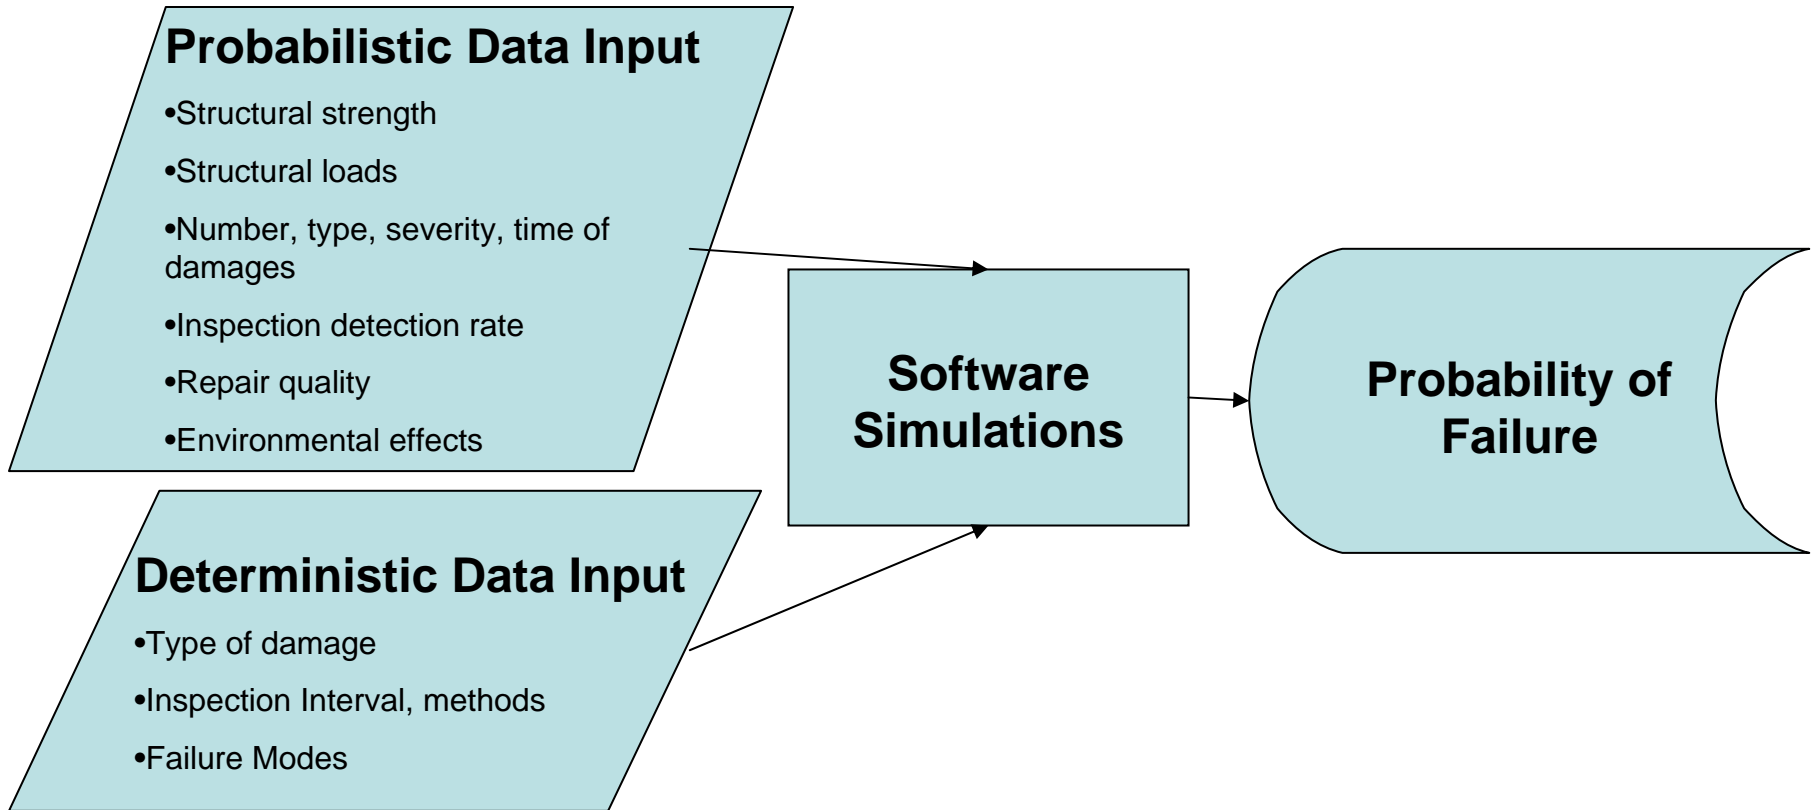 Probabilistic Data Input
•Structural strength
•Structural loads
•Number, type, severity, time of
damages
•Inspection detection rate
•Repair quality
•Environmental effects
Deterministic Data Input
•Type of damage
•Inspection Interval, methods
•Failure Modes
Software
Simulations
Probability of
Failure